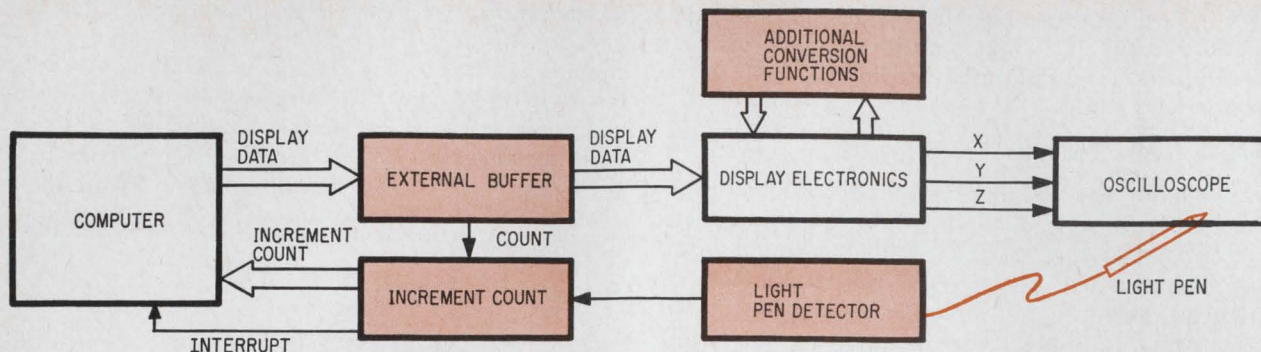 ADDITIONAL
CONVERSION
FUNCTIONS
DISPLAY
DATA
DISPLAY
DATA
COMPUTER
EXTERNAL BUFFER
DISPLAY ELECTRONICS
X
Y
Z
OSCILLOSCOPE
INCREMENT
COUNT
COUNT
INCREMENT COUNT
LIGHT
PEN DETECTOR
LIGHT PEN
INTERRUPT